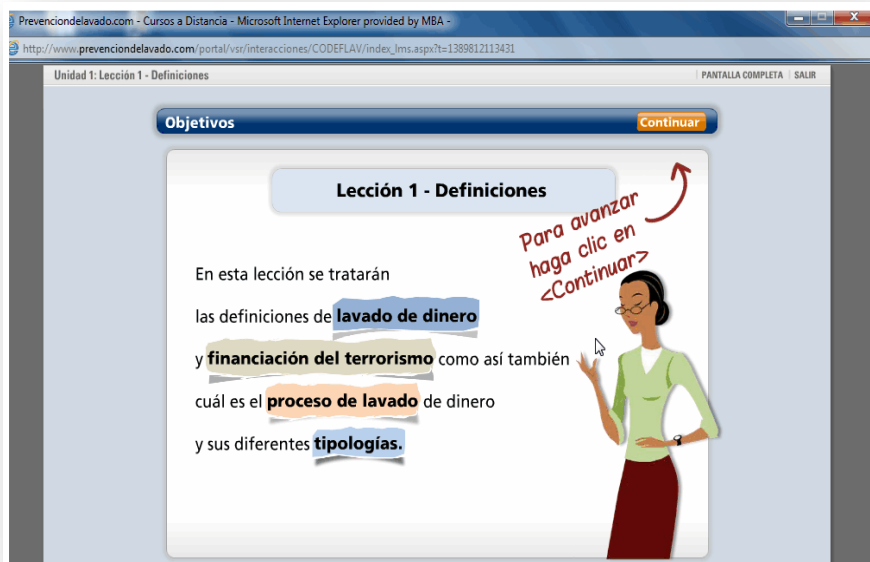 Prevenciondelavado.com - Cursos a Distancia - Microsoft Internet Explorer provided by MBA -
http://www.prevenciondelavado.com/portal/vsr/interacciones/CODEFLAV/index_lms.aspx?t=1389812113431
Unidad 1: Lección 1 - Definiciones
PANTALLA COMPLETA | SALIR
Objetivos
Continuar
Lección 1 - Definiciones
Para avanzar
haga clic en
<Continuar>
En esta lección se tratarán
las definiciones de lavado de dinero
y financiación del terrorismo como así también
cuál es el proceso de lavado de dinero
y sus diferentes tipologías.